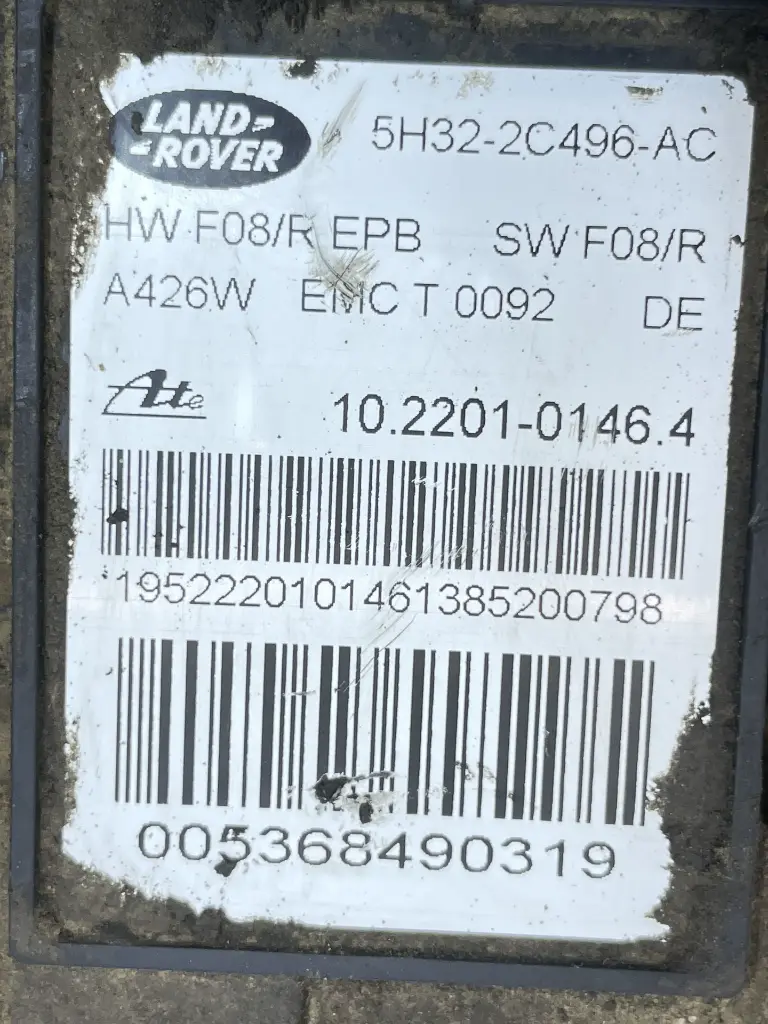 LAND-
-ROVER
5H32-2C496-AC
HW F08/R EPB SW F08/R
A426W EMC T 0092 DE
Ate
10.2201-0146.4
1952220101461385200798
005368490319